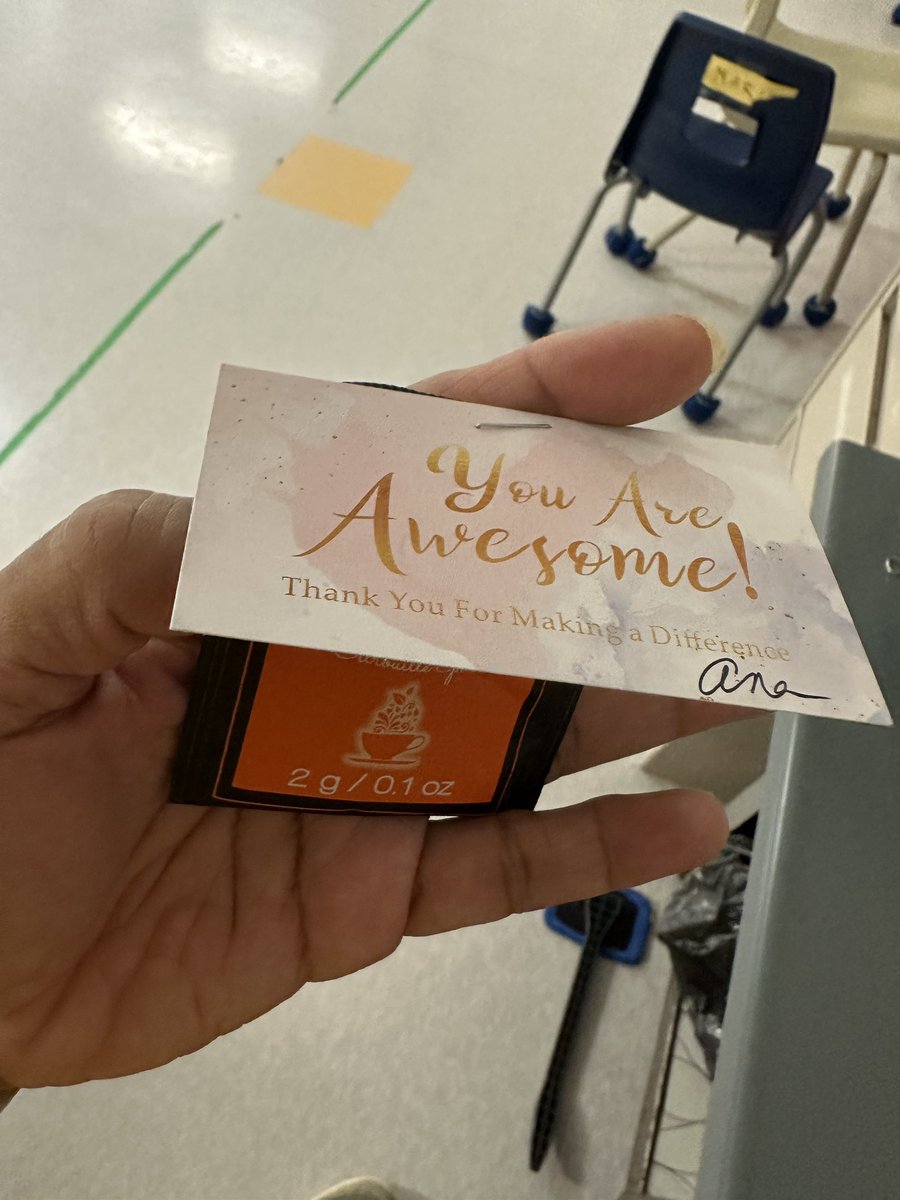 You Are
Awesome!
Thank You For Making a Difference
Ana
2 g / 0.1 oz